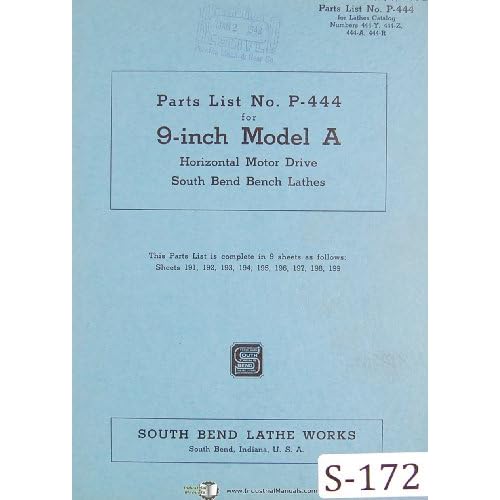 Parts List No. P-444
for Lathes Catalog
Numbers 444-Y, 444-Z,
444-A, 444-R
Parts List No. P-444
for
9-inch Model A
Horizontal Motor Drive
South Bend Bench Lathes
This Parts List is complete in 9 sheets as follows:
Sheets 191, 192, 193, 194, 195, 196, 197, 198, 199
SOUTH
BEND
SOUTH BEND LATHE WORKS
South Bend, Indiana, U. S. A.
www.IndustrialManuals.com
S-172